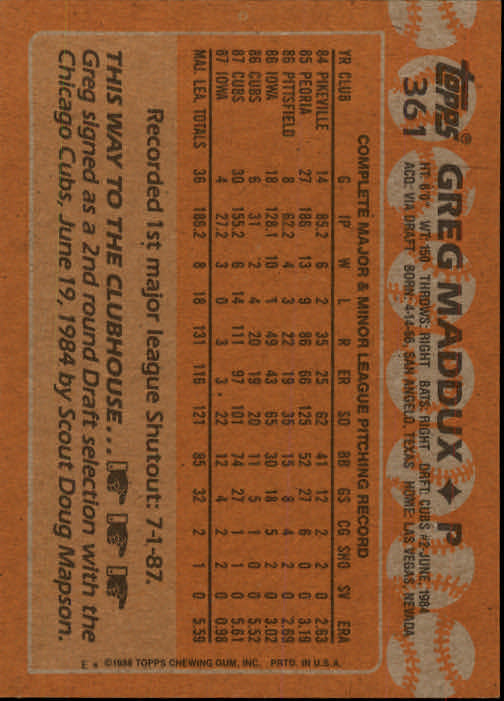 topps
361
GREG MADDUX ♦ P
HT: 6'0" WT: 150 THROWS: RIGHT BATS: RIGHT DRFT: CUBS #2-JUNE, 1984
ACQ: VIA DRAFT BORN: 4-14-66, SAN ANGELO, TEXAS HOME: LAS VEGAS, NEVADA
COMPLETE MAJOR & MINOR LEAGUE PITCHING RECORD
YR CLUB G IP W L R ER SO BB GS CG SHO SV ERA
84 PIKEVILLE 14 85.2 6 2 35 25 62 41 12 2 2 0 2.63
85 PEORIA 27 186 13 9 86 66 125 52 27 6 0 0 3.19
86 PITTSFIELD 8 62.2 4 3 22 19 35 15 8 4 2 0 2.69
86 IOWA 18 128.1 10 1 49 43 65 30 18 5 2 0 3.02
86 CUBS 6 31 2 4 20 19 20 11 5 1 0 0 5.52
87 CUBS 30 155.2 6 14 111 97 101 74 27 1 1 0 5.61
87 IOWA 4 27.2 3 0 3 3 22 12 4 2 2 0 0.98
MAJ. LEA. TOTALS 36 186.2 8 18 131 116 121 85 32 2 1 0 5.59
Recorded 1st major league Shutout: 7-1-87.
THIS WAY TO THE CLUBHOUSE...
Greg signed as a 2nd round Draft selection with the
Chicago Cubs, June 19, 1984 by Scout Doug Mapson.
E * ©1988 TOPPS CHEWING GUM, INC. PRTD. IN U.S.A.